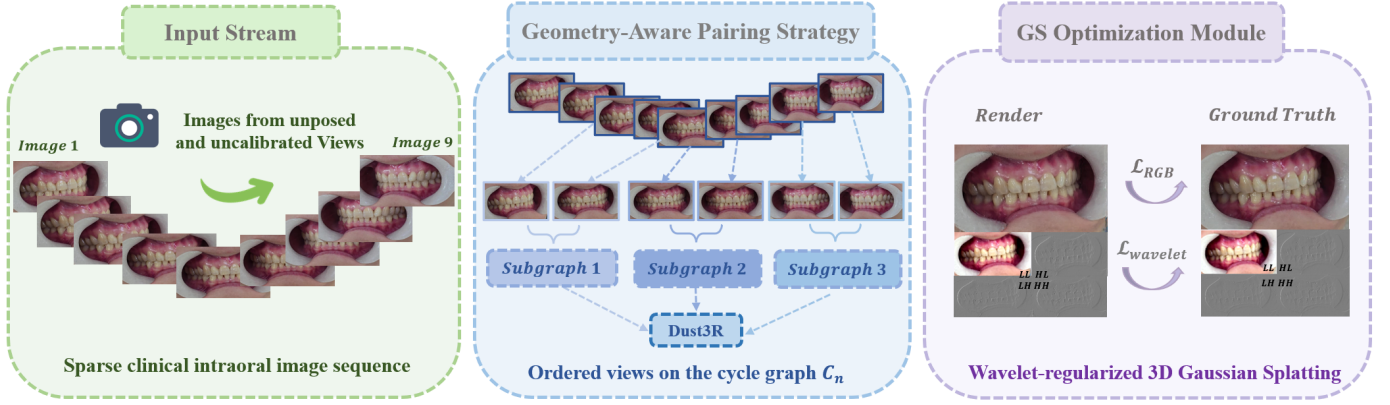 Input Stream
Images from unposed
and uncalibrated Views
Image 1
Image 9
Sparse clinical intraoral image sequence
Geometry-Aware Pairing Strategy
Subgraph 1
Subgraph 2
Subgraph 3
Dust3R
Ordered views on the cycle graph Cₙ
GS Optimization Module
Render
Ground Truth
ℒRGB
ℒwavelet
LL HL
LH HH
LL HL
LH HH
Wavelet-regularized 3D Gaussian Splatting